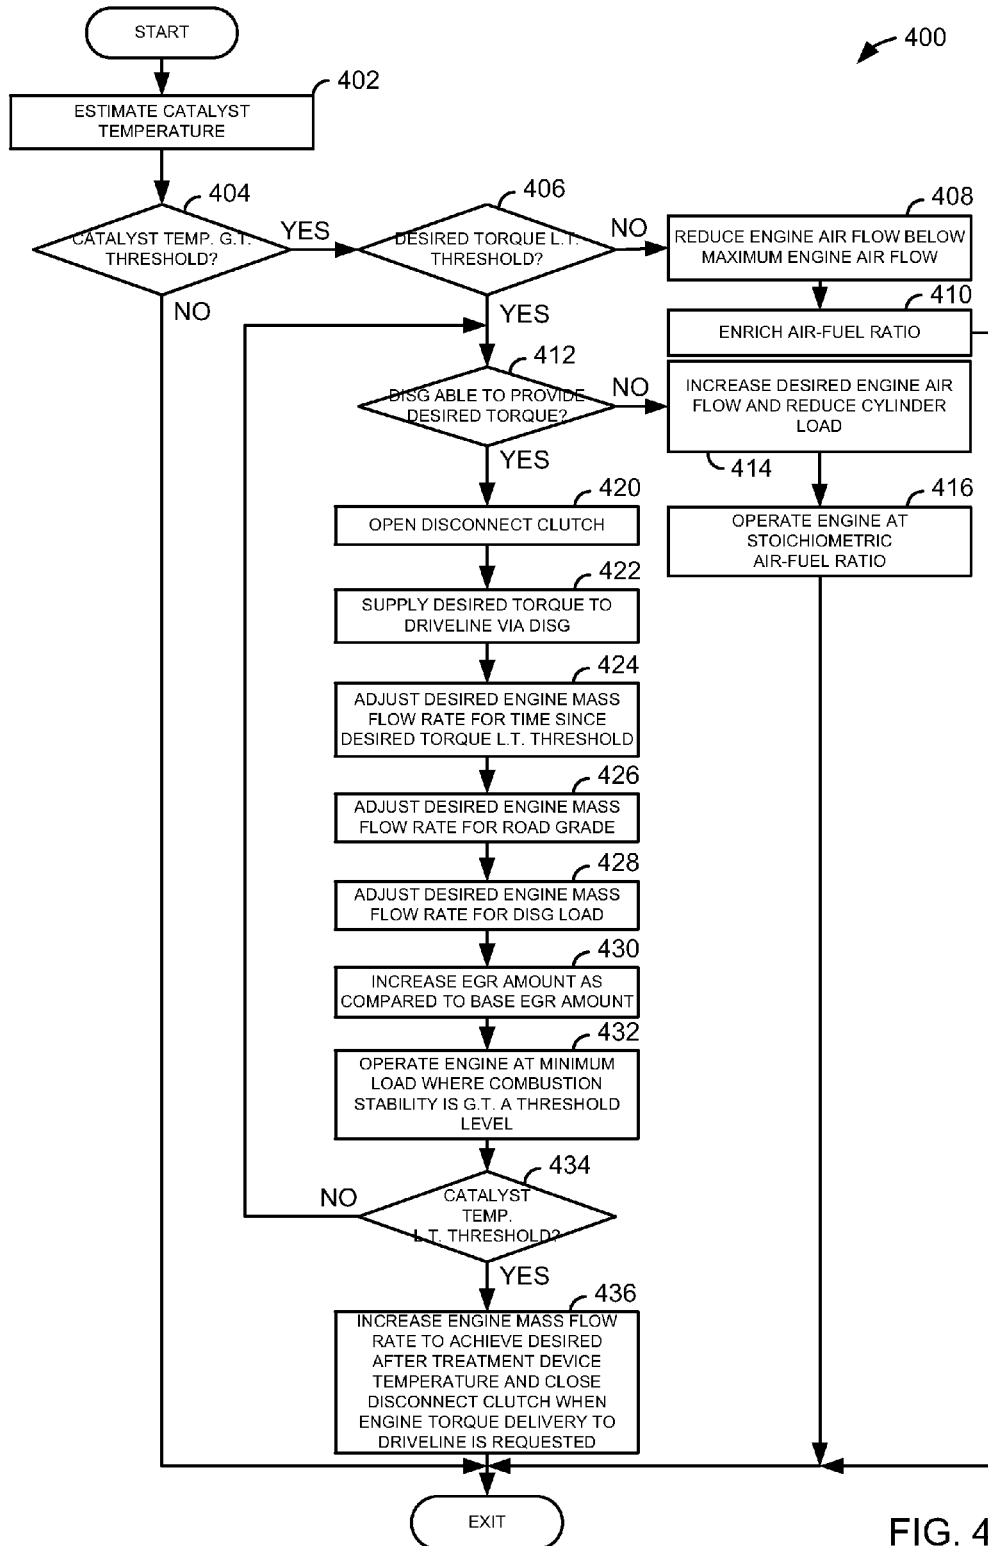 START
400
402
ESTIMATE CATALYST
TEMPERATURE
404
CATALYST TEMP. G.T.
THRESHOLD?
YES
NO
406
DESIRED TORQUE L.T.
THRESHOLD?
NO
YES
408
REDUCE ENGINE AIR FLOW BELOW
MAXIMUM ENGINE AIR FLOW
410
ENRICH AIR-FUEL RATIO
412
DISG ABLE TO PROVIDE
DESIRED TORQUE?
NO
YES
INCREASE DESIRED ENGINE AIR
FLOW AND REDUCE CYLINDER
LOAD
414
416
OPERATE ENGINE AT
STOICHIOMETRIC
AIR-FUEL RATIO
420
OPEN DISCONNECT CLUTCH
422
SUPPLY DESIRED TORQUE TO
DRIVELINE VIA DISG
424
ADJUST DESIRED ENGINE MASS
FLOW RATE FOR TIME SINCE
DESIRED TORQUE L.T. THRESHOLD
426
ADJUST DESIRED ENGINE MASS
FLOW RATE FOR ROAD GRADE
428
ADJUST DESIRED ENGINE MASS
FLOW RATE FOR DISG LOAD
430
INCREASE EGR AMOUNT AS
COMPARED TO BASE EGR AMOUNT
432
OPERATE ENGINE AT MINIMUM
LOAD WHERE COMBUSTION
STABILITY IS G.T. A THRESHOLD
LEVEL
434
CATALYST
TEMP.
L.T. THRESHOLD?
NO
YES
436
INCREASE ENGINE MASS FLOW
RATE TO ACHIEVE DESIRED
AFTER TREATMENT DEVICE
TEMPERATURE AND CLOSE
DISCONNECT CLUTCH WHEN
ENGINE TORQUE DELIVERY TO
DRIVELINE IS REQUESTED
EXIT
FIG. 4